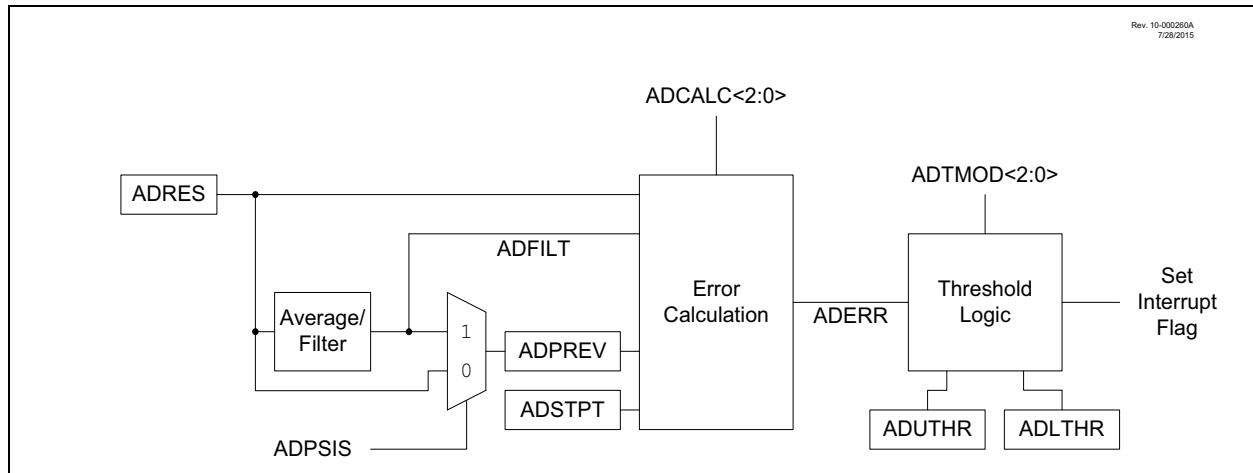 Rev. 10-000260A
7/28/2015
ADCALC<2:0>
ADTMOD<2:0>
ADRES
ADFILT
Average/
Filter
1
0
ADPREV
ADSTPT
ADPSIS
Error
Calculation
ADERR
Threshold
Logic
Set
Interrupt
Flag
ADUTHR
ADLTHR